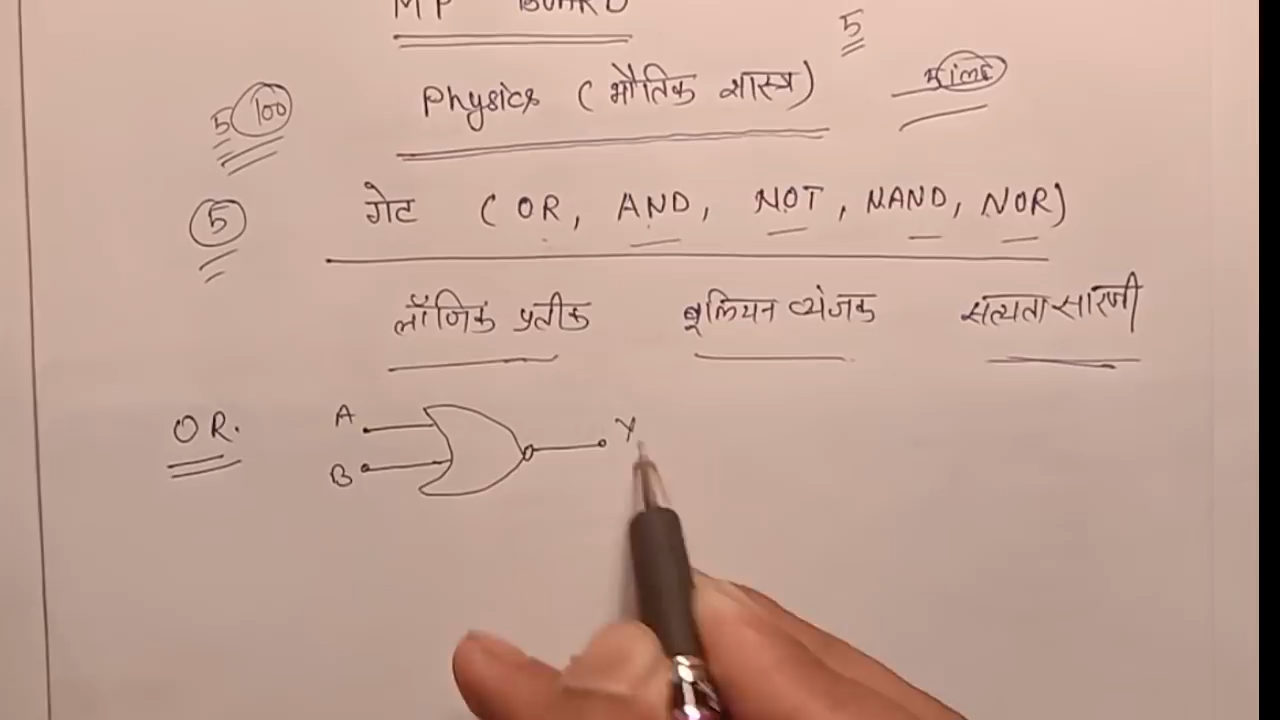 MP BOARD
5
5 100 Physics (भौतिक शास्त्र)
5 गेट (OR, AND, NOT, NAND, NOR)
लॉजिक प्रतीक बूलियन व्यंजक सत्यता सारणी
OR. A Y
B